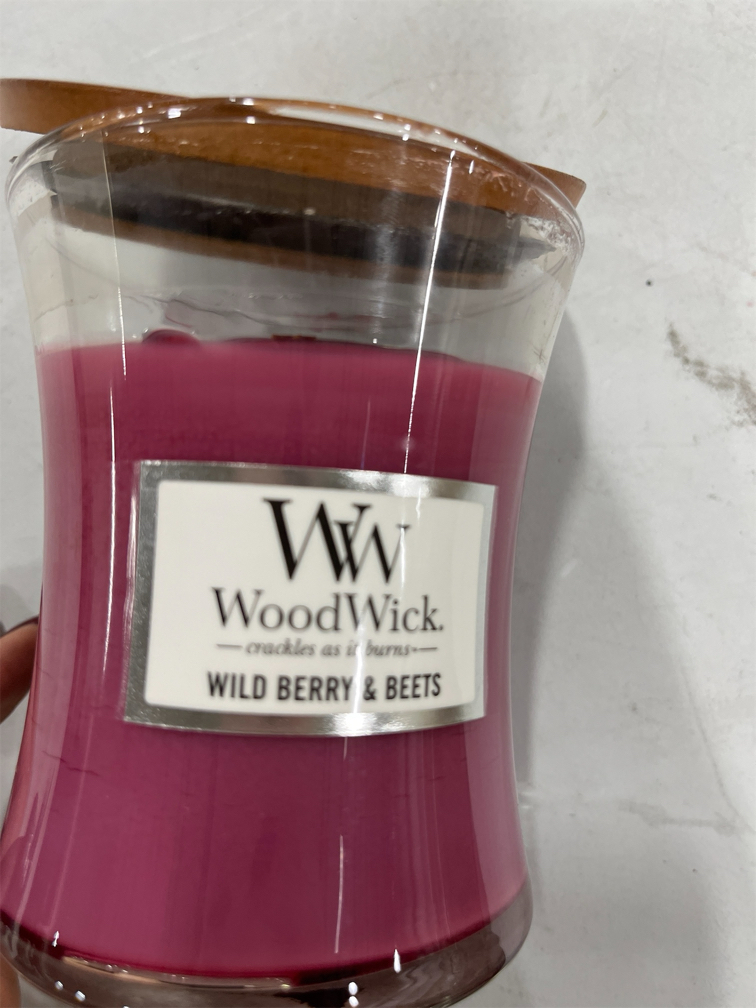 WW
WoodWick.
crackles as it burns
WILD BERRY & BEETS